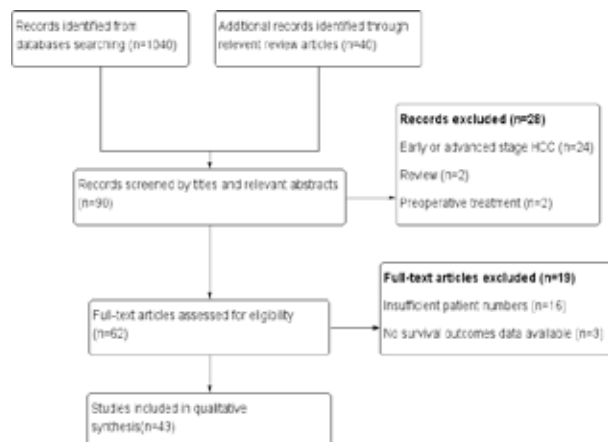 Records identified from
databases searching (n=1040)
Addtional records identified through
relevent review articles (n=40)
Records excluded (n=28)
Early or advanced stage HCC (n=24)
Review (n=2)
Preoperative treatment (n=2)
Records screened by titles and relevant abstracts
(n=90)
Full-text articles excluded (n=19)
Insufficient patient numbers (n=16)
No survival outcomes data available (n=3)
Full-text articles assessed for eligibility
(n=62)
Studies included in qualitative
synthesis(n=43)